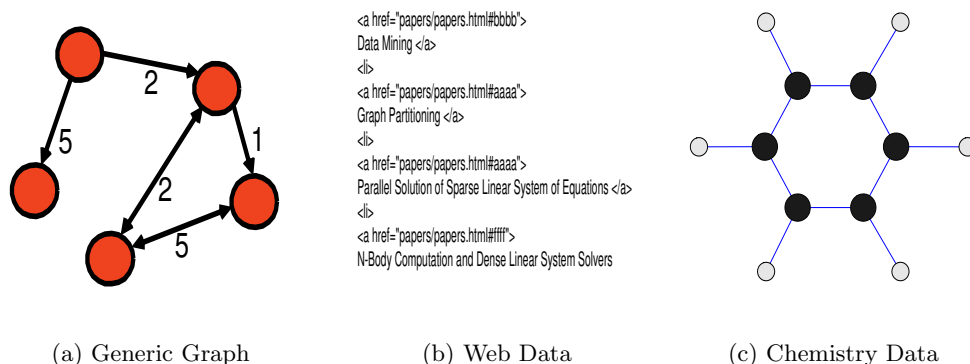 2
5
1
2
5
<a href="papers/papers.html#bbbb">
Data Mining </a>
<li>
<a href="papers/papers.html#aaaa">
Graph Partitioning </a>
<li>
<a href="papers/papers.html#aaaa">
Parallel Solution of Sparse Linear System of Equations </a>
<li>
<a href="papers/papers.html#ffff">
N-Body Computation and Dense Linear System Solvers
(a) Generic Graph
(b) Web Data
(c) Chemistry Data